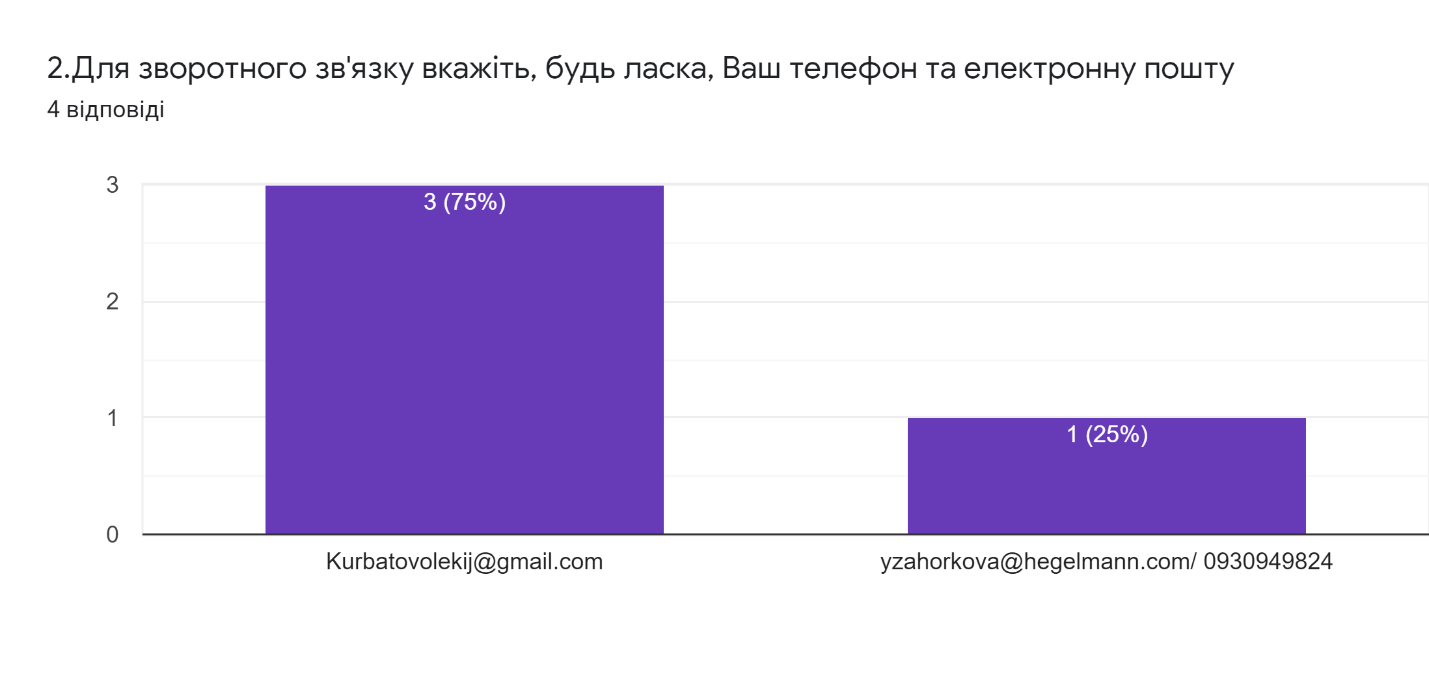 2.Для зворотного зв'язку вкажіть, будь ласка, Ваш телефон та електронну пошту
4 відповіді
3
3 (75%)
2
1
1 (25%)
0
Kurbatovolekij@gmail.com
yzahorkova@hegelmann.com/ 0930949824